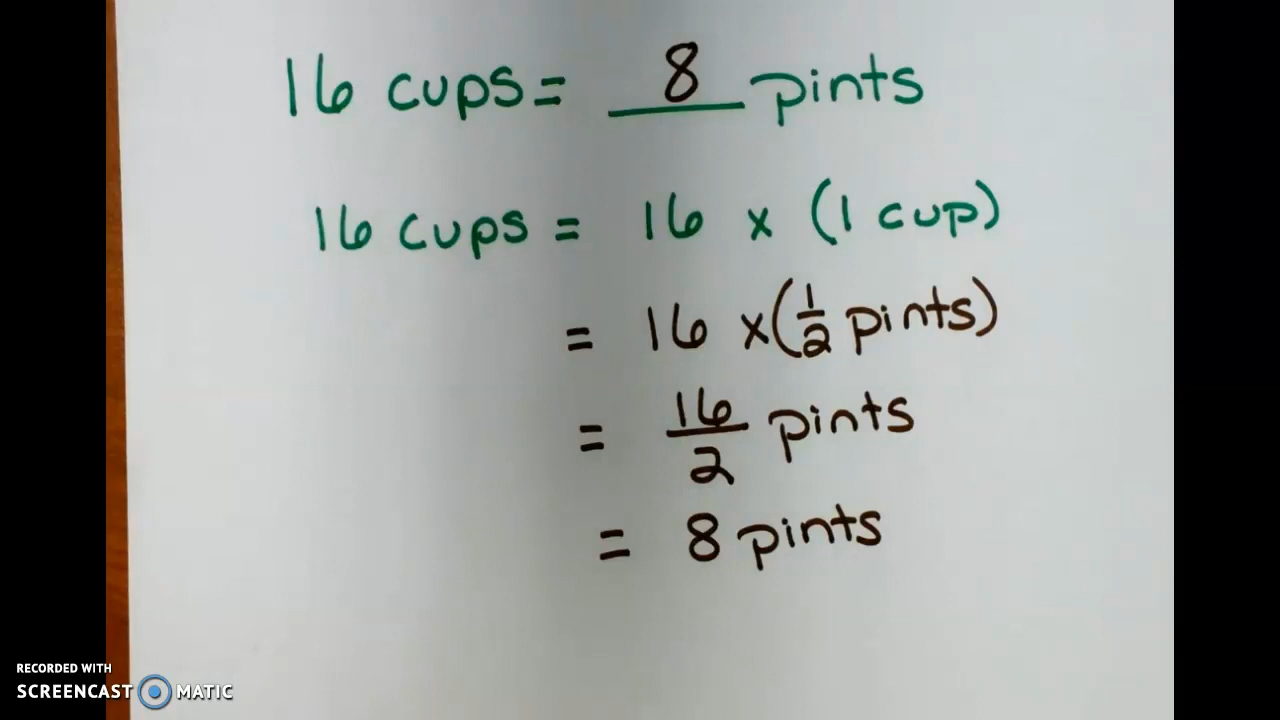 16 cups = 8 pints
16 cups = 16 x (1 cup)
= 16 x (1/2 pints)
= 16/2 pints
= 8 pints
RECORDED WITH
SCREENCAST MATIC